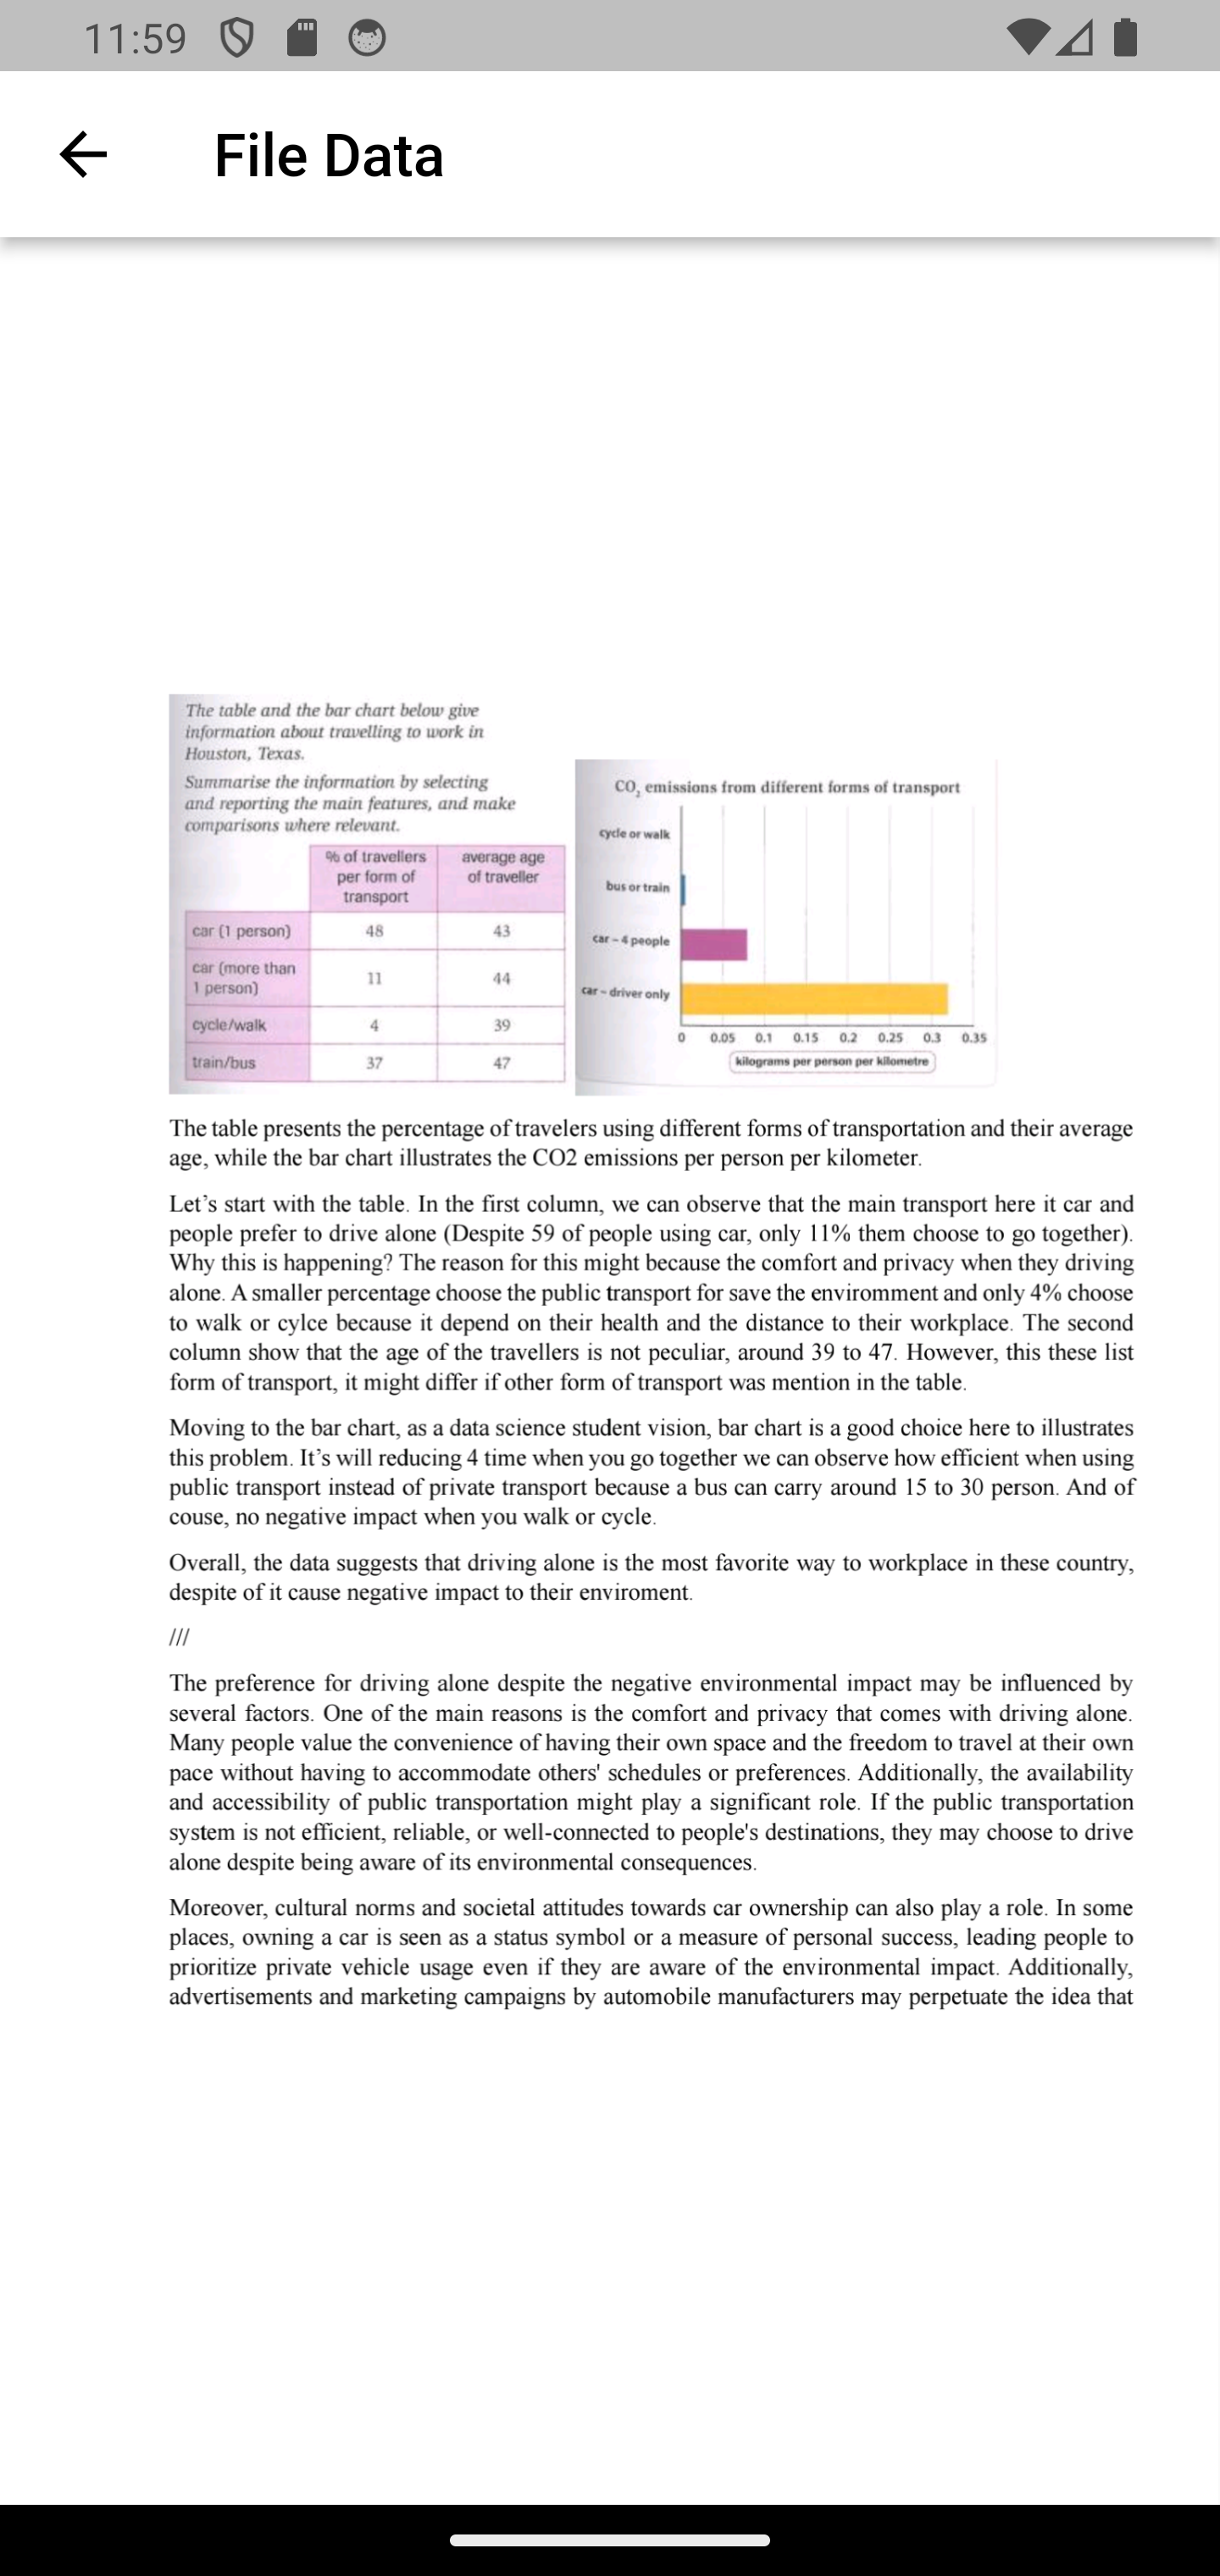 11:59
File Data
The table and the bar chart below give
information about travelling to work in
Houston, Texas.
Summarise the information by selecting
and reporting the main features, and make
comparisons where relevant.
% of travellers
per form of
transport
average age
of traveller
car (1 person) 48 43
car (more than
1 person) 11 44
cycle/walk 4 39
train/bus 37 47
CO₂ emissions from different forms of transport
cycle or walk
bus or train
car – 4 people
car – driver only
0 0.05 0.1 0.15 0.2 0.25 0.3 0.35
kilograms per person per kilometre
The table presents the percentage of travelers using different forms of transportation and their average
age, while the bar chart illustrates the CO2 emissions per person per kilometer.
Let’s start with the table. In the first column, we can observe that the main transport here it car and
people prefer to drive alone (Despite 59 of people using car, only 11% them choose to go together).
Why this is happening? The reason for this might because the comfort and privacy when they driving
alone. A smaller percentage choose the public transport for save the enviromment and only 4% choose
to walk or cylce because it depend on their health and the distance to their workplace. The second
column show that the age of the travellers is not peculiar, around 39 to 47. However, this these list
form of transport, it might differ if other form of transport was mention in the table.
Moving to the bar chart, as a data science student vision, bar chart is a good choice here to illustrates
this problem. It’s will reducing 4 time when you go together we can observe how efficient when using
public transport instead of private transport because a bus can carry around 15 to 30 person. And of
couse, no negative impact when you walk or cycle.
Overall, the data suggests that driving alone is the most favorite way to workplace in these country,
despite of it cause negative impact to their enviroment.
///
The preference for driving alone despite the negative environmental impact may be influenced by
several factors. One of the main reasons is the comfort and privacy that comes with driving alone.
Many people value the convenience of having their own space and the freedom to travel at their own
pace without having to accommodate others' schedules or preferences. Additionally, the availability
and accessibility of public transportation might play a significant role. If the public transportation
system is not efficient, reliable, or well-connected to people's destinations, they may choose to drive
alone despite being aware of its environmental consequences.
Moreover, cultural norms and societal attitudes towards car ownership can also play a role. In some
places, owning a car is seen as a status symbol or a measure of personal success, leading people to
prioritize private vehicle usage even if they are aware of the environmental impact. Additionally,
advertisements and marketing campaigns by automobile manufacturers may perpetuate the idea that